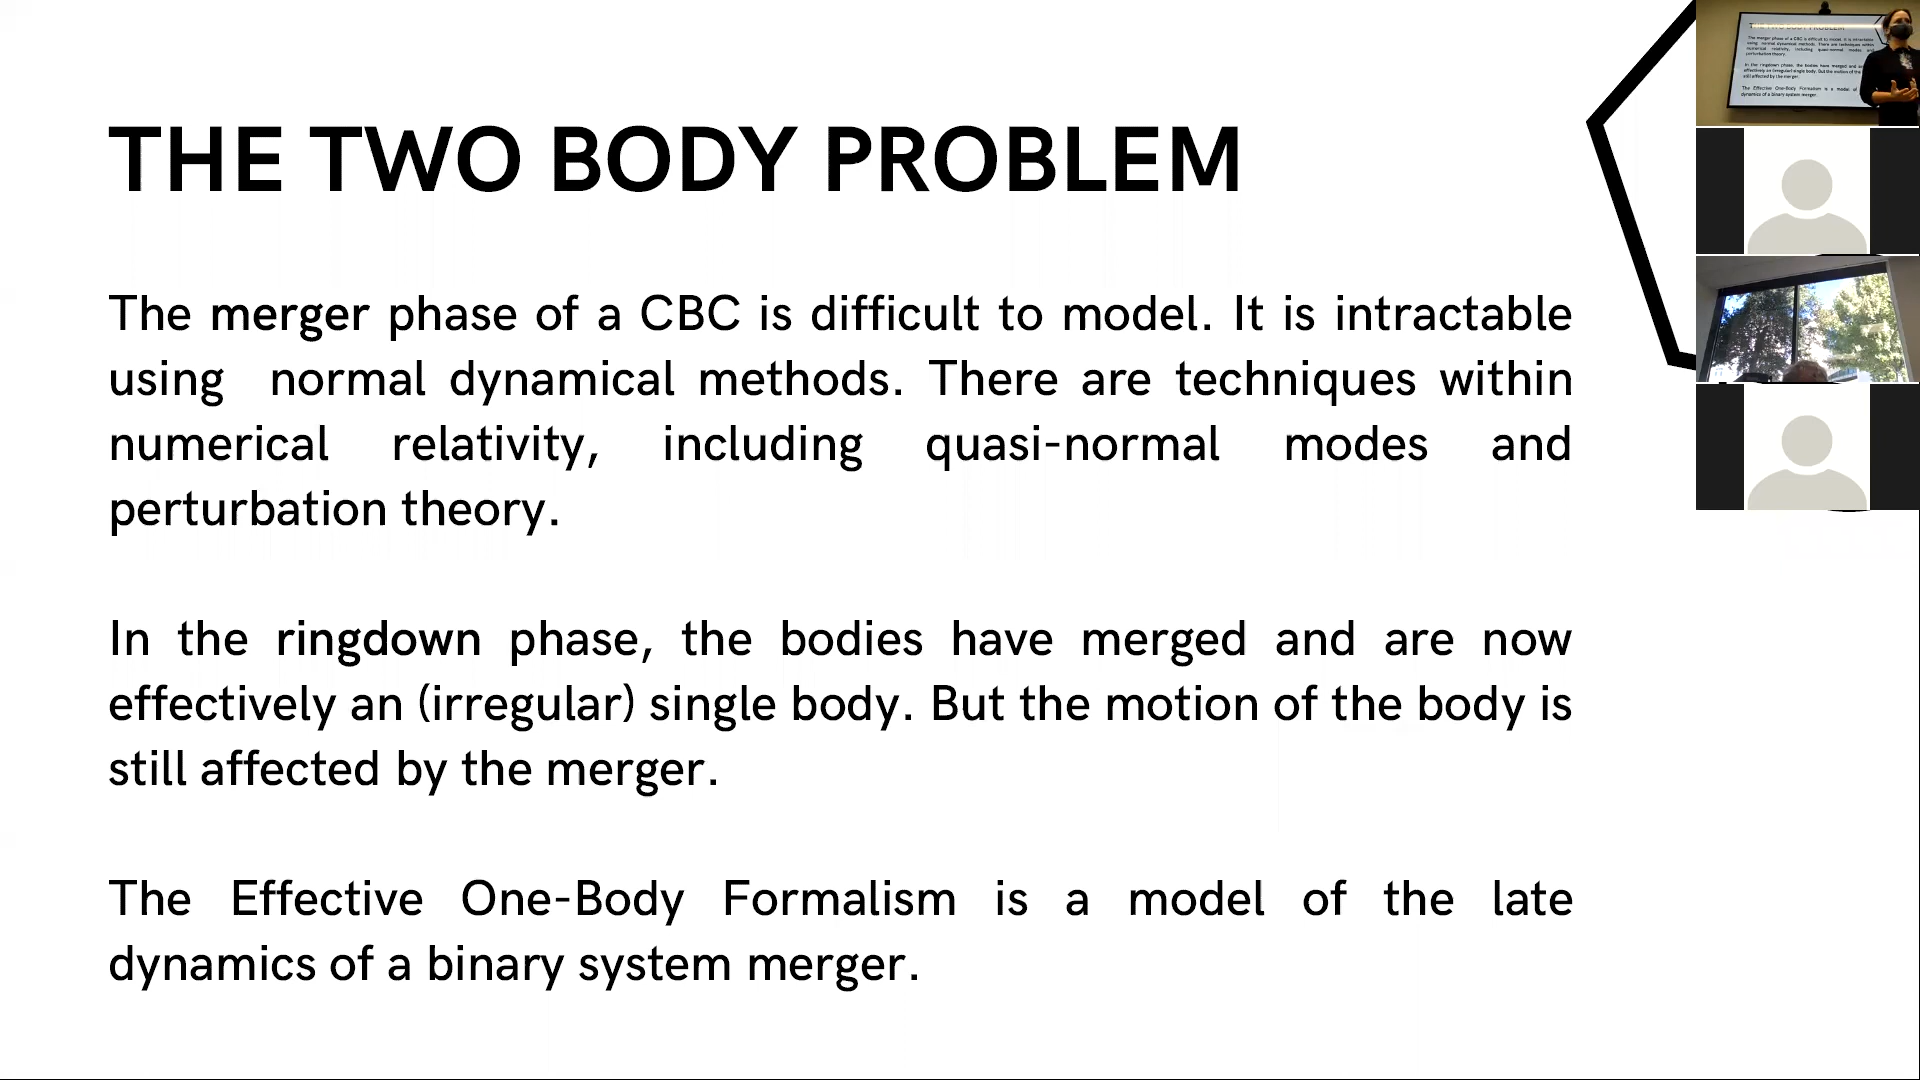 THE TWO BODY PROBLEM
The merger phase of a CBC is difficult to model. It is intractable
using normal dynamical methods. There are techniques within
numerical relativity, including quasi-normal modes and
perturbation theory.
In the ringdown phase, the bodies have merged and are now
effectively an (irregular) single body. But the motion of the body is
still affected by the merger.
The Effective One-Body Formalism is a model of the late
dynamics of a binary system merger.